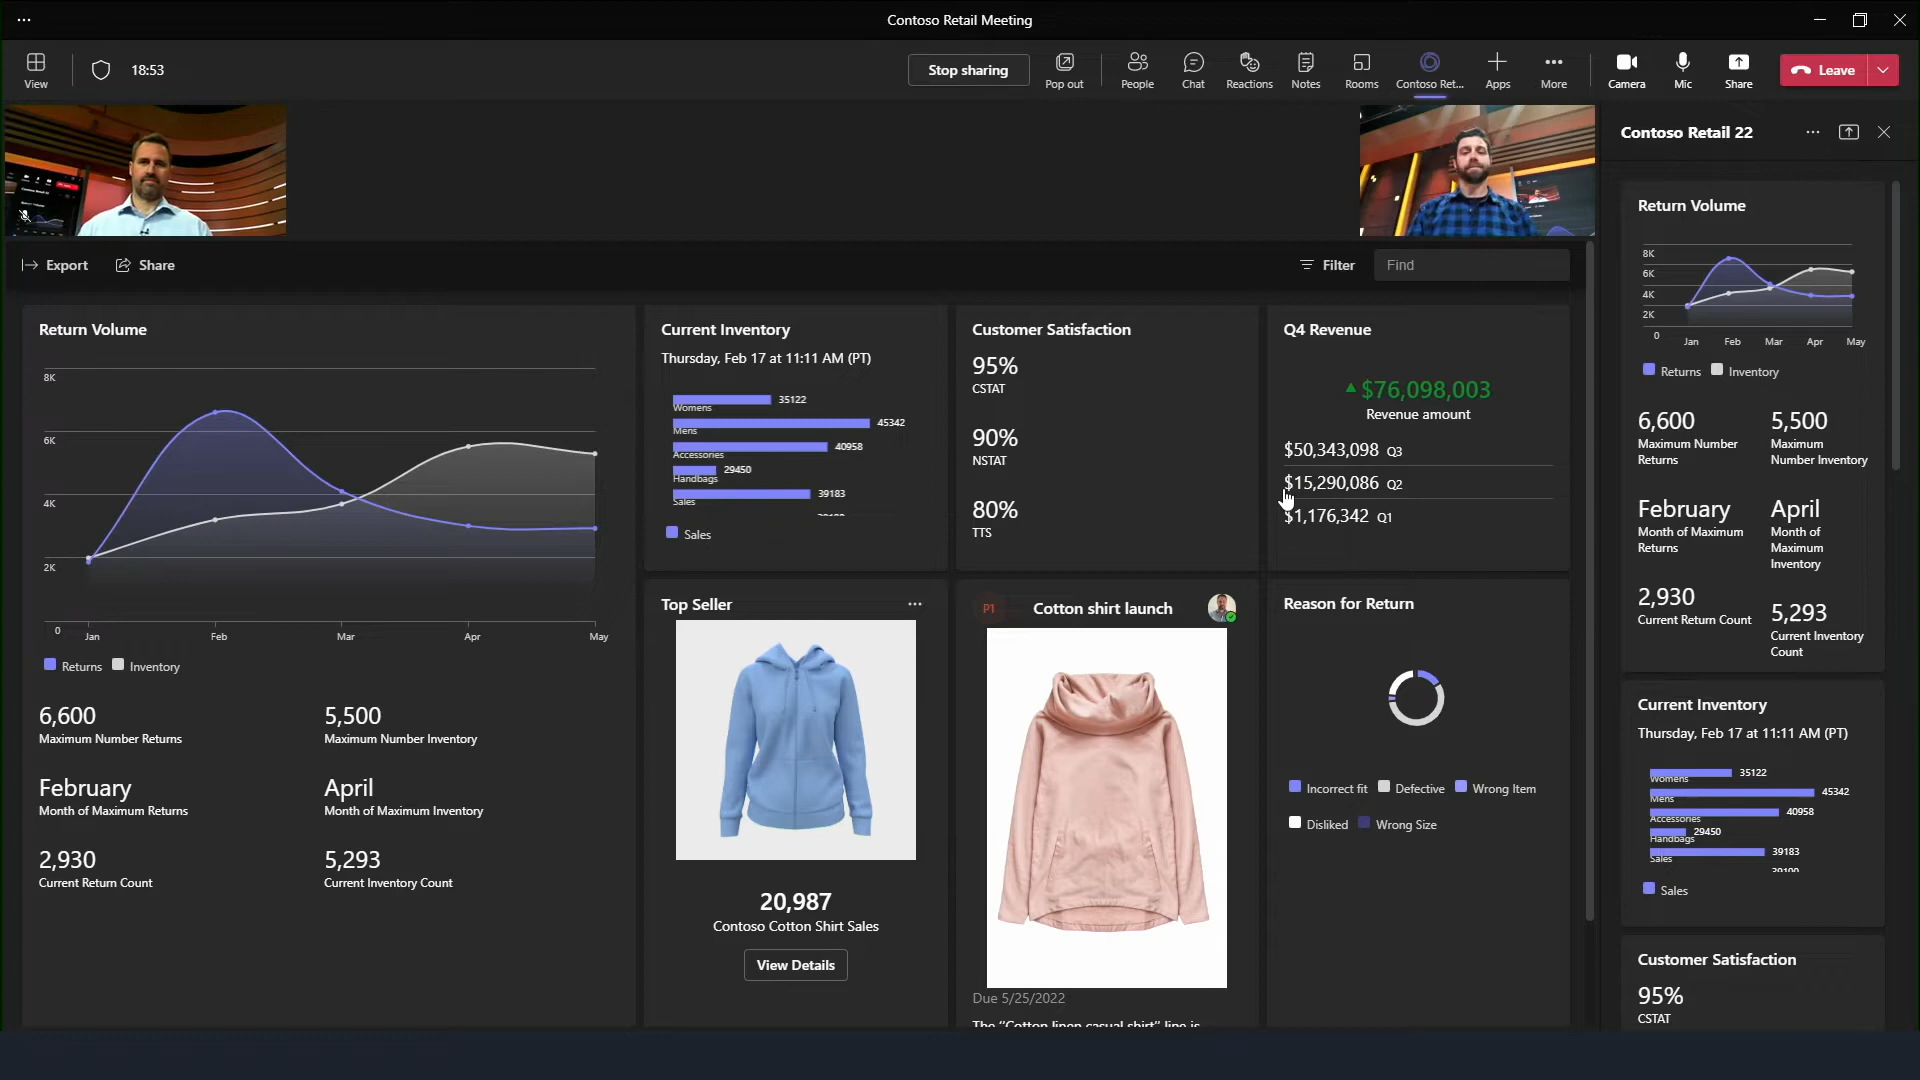 Contoso Retail Meeting
View
18:53
Stop sharing
Pop out
People
Chat
Reactions
Notes
Rooms
Contoso Ret...
Apps
More
Camera
Mic
Share
Leave
Export
Share
Filter
Find
Return Volume
8K
6K
4K
2K
0
Jan Feb Mar Apr May
Returns Inventory
6,600
Maximum Number Returns
5,500
Maximum Number Inventory
February
Month of Maximum Returns
April
Month of Maximum Inventory
2,930
Current Return Count
5,293
Current Inventory Count
Current Inventory
Thursday, Feb 17 at 11:11 AM (PT)
35122
Womens
45342
Mens
40958
Accessories
29450
Handbags
39183
Sales
Sales
Customer Satisfaction
95%
CSTAT
90%
NSTAT
80%
TTS
Q4 Revenue
$76,098,003
Revenue amount
$50,343,098 Q3
$15,290,086 Q2
$1,176,342 Q1
Top Seller
20,987
Contoso Cotton Shirt Sales
View Details
P1
Cotton shirt launch
Due 5/25/2022
The "Cotton linen casual shirt" line is
Reason for Return
Incorrect fit Defective Wrong Item
Disliked Wrong Size
Contoso Retail 22
Return Volume
8K
6K
4K
2K
0
Jan Feb Mar Apr May
Returns Inventory
6,600
Maximum Number
Returns
5,500
Maximum
Number Inventory
February
Month of Maximum
Returns
April
Month of
Maximum
Inventory
2,930
Current Return Count
5,293
Current Inventory
Count
Current Inventory
Thursday, Feb 17 at 11:11 AM (PT)
35122
Womens
45342
Mens
40958
Accessories
29450
Handbags
39183
Sales
Sales
Customer Satisfaction
95%
CSTAT